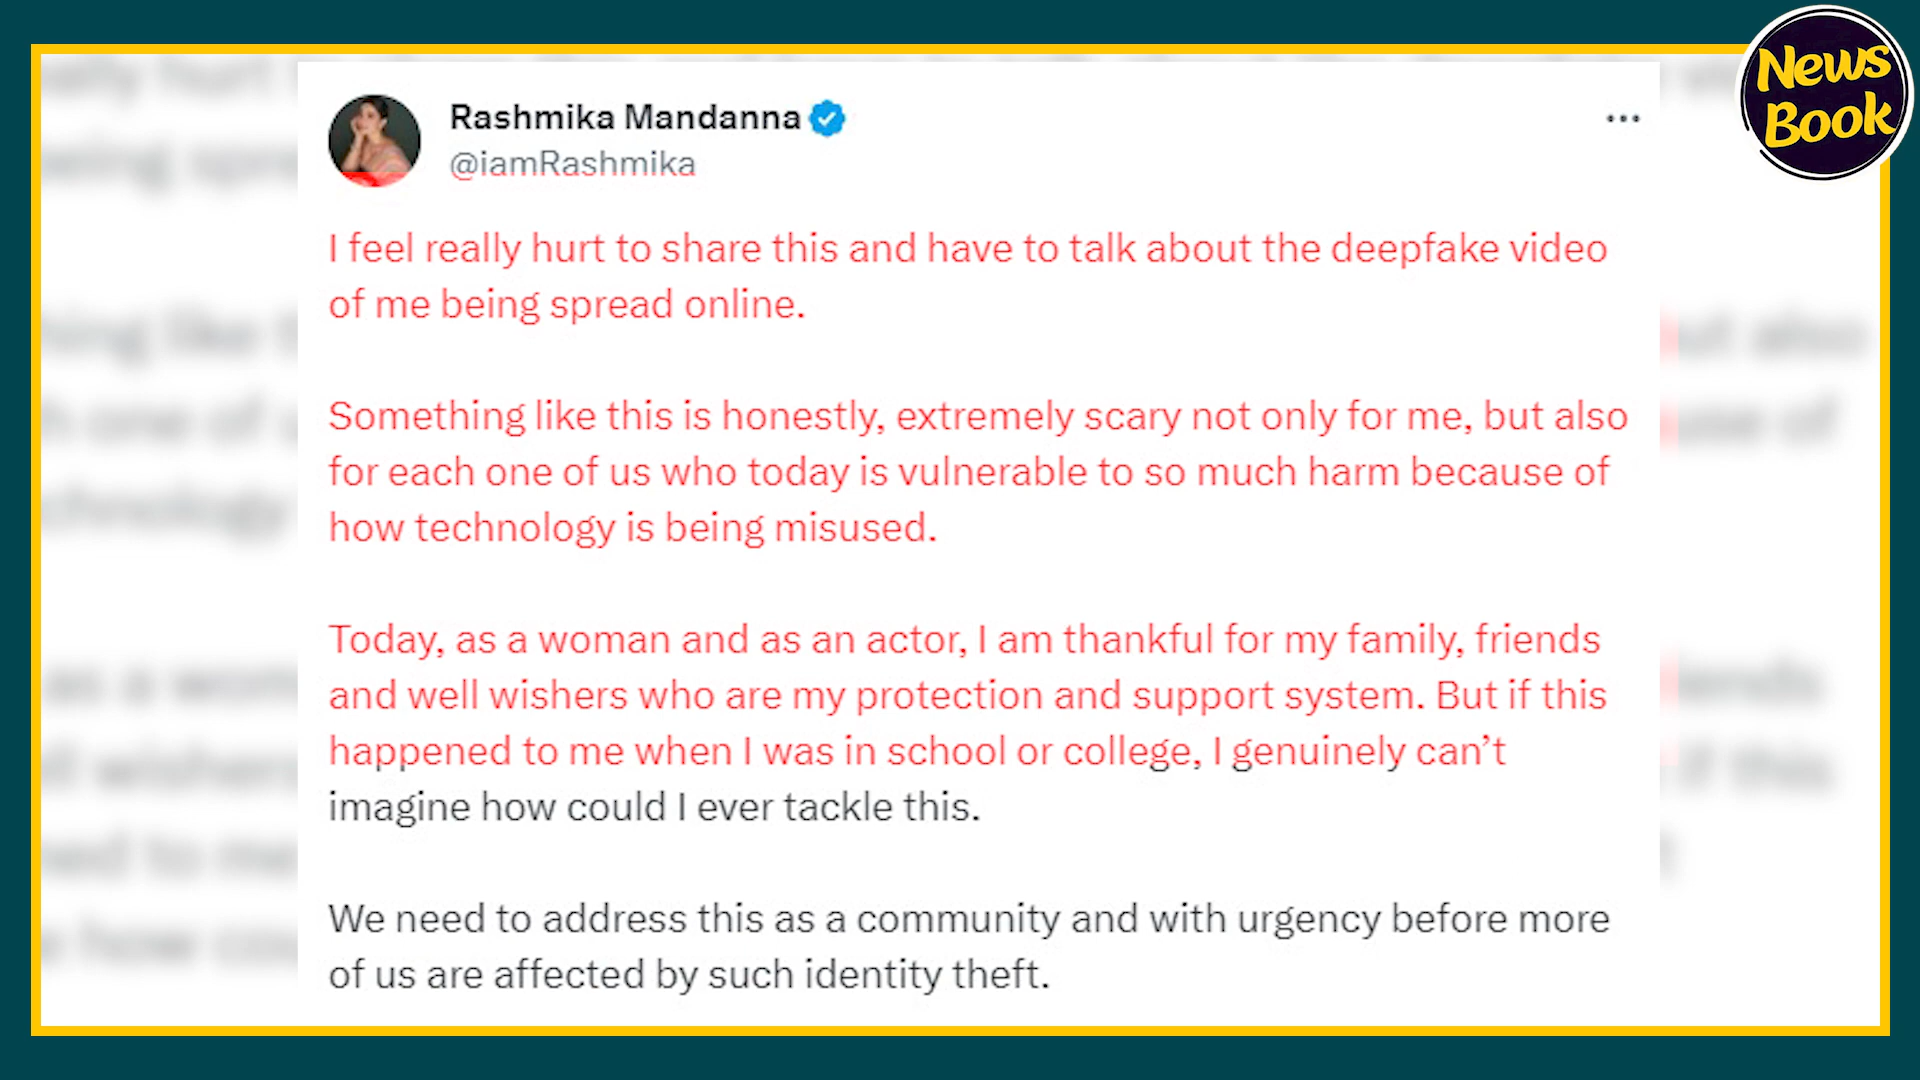 News
Book
Rashmika Mandanna
@iamRashmika
I feel really hurt to share this and have to talk about the deepfake video
of me being spread online.
Something like this is honestly, extremely scary not only for me, but also
for each one of us who today is vulnerable to so much harm because of
how technology is being misused.
Today, as a woman and as an actor, I am thankful for my family, friends
and well wishers who are my protection and support system. But if this
happened to me when I was in school or college, I genuinely can’t
imagine how could I ever tackle this.
We need to address this as a community and with urgency before more
of us are affected by such identity theft.